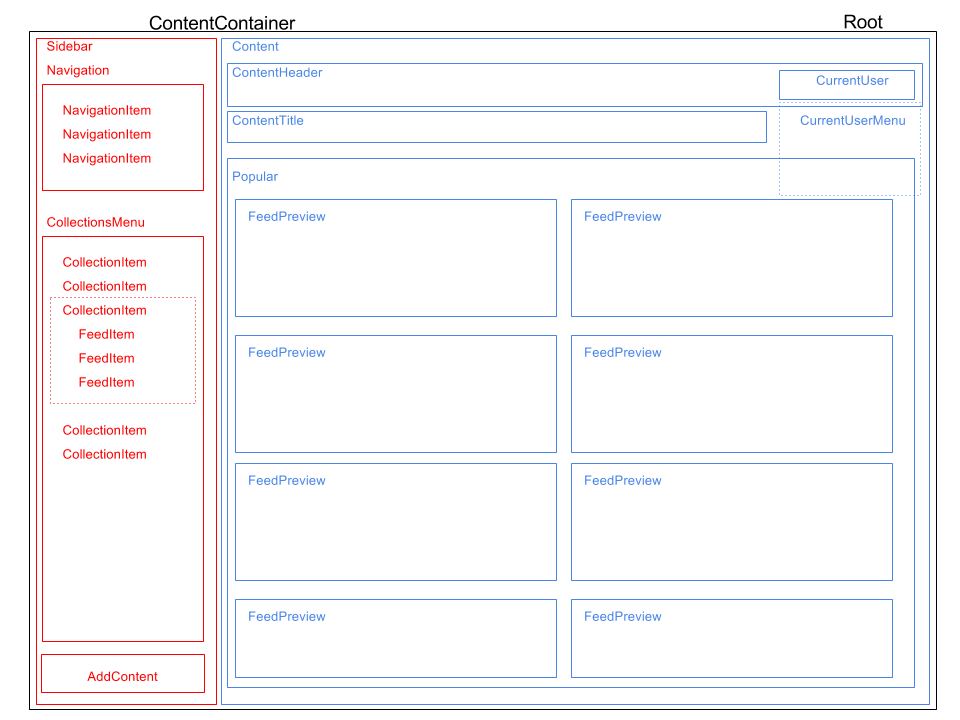 ContentContainer
Root
Sidebar
Navigation
NavigationItem
NavigationItem
NavigationItem
CollectionsMenu
CollectionItem
CollectionItem
CollectionItem
FeedItem
FeedItem
FeedItem
CollectionItem
CollectionItem
AddContent
Content
ContentHeader
CurrentUser
ContentTitle
CurrentUserMenu
Popular
FeedPreview
FeedPreview
FeedPreview
FeedPreview
FeedPreview
FeedPreview
FeedPreview
FeedPreview